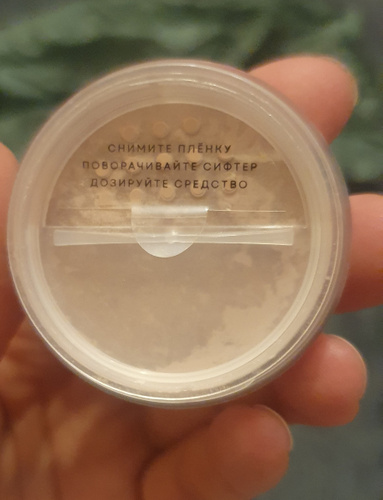 СНИМИТЕ ПЛЁНКУ
ПОВОРАЧИВАЙТЕ СИФТЕР
ДОЗИРУЙТЕ СРЕДСТВО